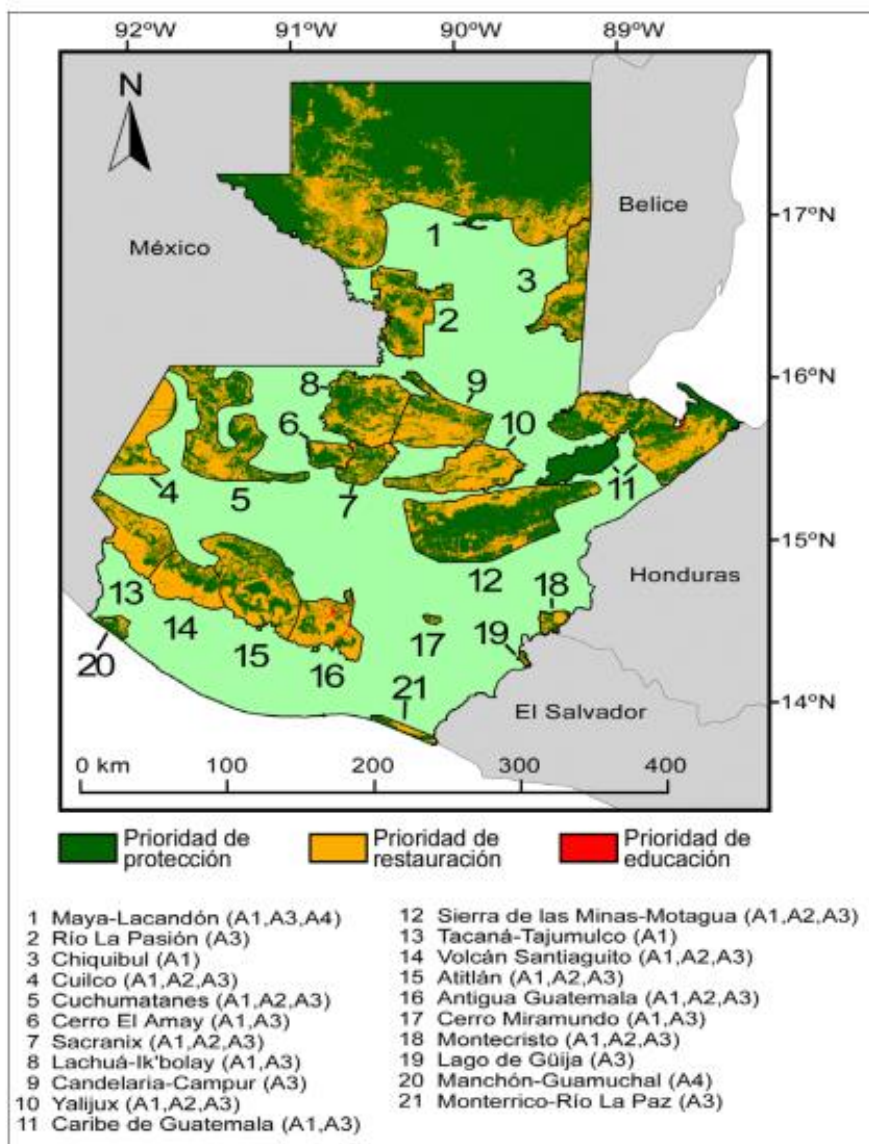 92ºW 91ºW 90ºW 89ºW
N
Belice
17ºN
México
1
3
2
16ºN
8
9
6
10
4
5
7
11
15ºN
12
Honduras
13
18
14
17
19
20
15
16
21
14ºN
El Salvador
0 km 100 200 300 400
Prioridad de protección
Prioridad de restauración
Prioridad de educación
1 Maya-Lacandón (A1,A3,A4)
2 Río La Pasión (A3)
3 Chiquibul (A1)
4 Cuilco (A1,A2,A3)
5 Cuchumatanes (A1,A2,A3)
6 Cerro El Amay (A1,A3)
7 Sacranix (A1,A2,A3)
8 Lachuá-Ik'bolay (A1,A3)
9 Candelaria-Campur (A3)
10 Yalijux (A1,A2,A3)
11 Caribe de Guatemala (A1,A3)
12 Sierra de las Minas-Motagua (A1,A2,A3)
13 Tacaná-Tajumulco (A1)
14 Volcán Santiaguito (A1,A2,A3)
15 Atitlán (A1,A2,A3)
16 Antigua Guatemala (A1,A2,A3)
17 Cerro Miramundo (A1,A3)
18 Montecristo (A1,A2,A3)
19 Lago de Güija (A3)
20 Manchón-Guamuchal (A4)
21 Monterrico-Río La Paz (A3)